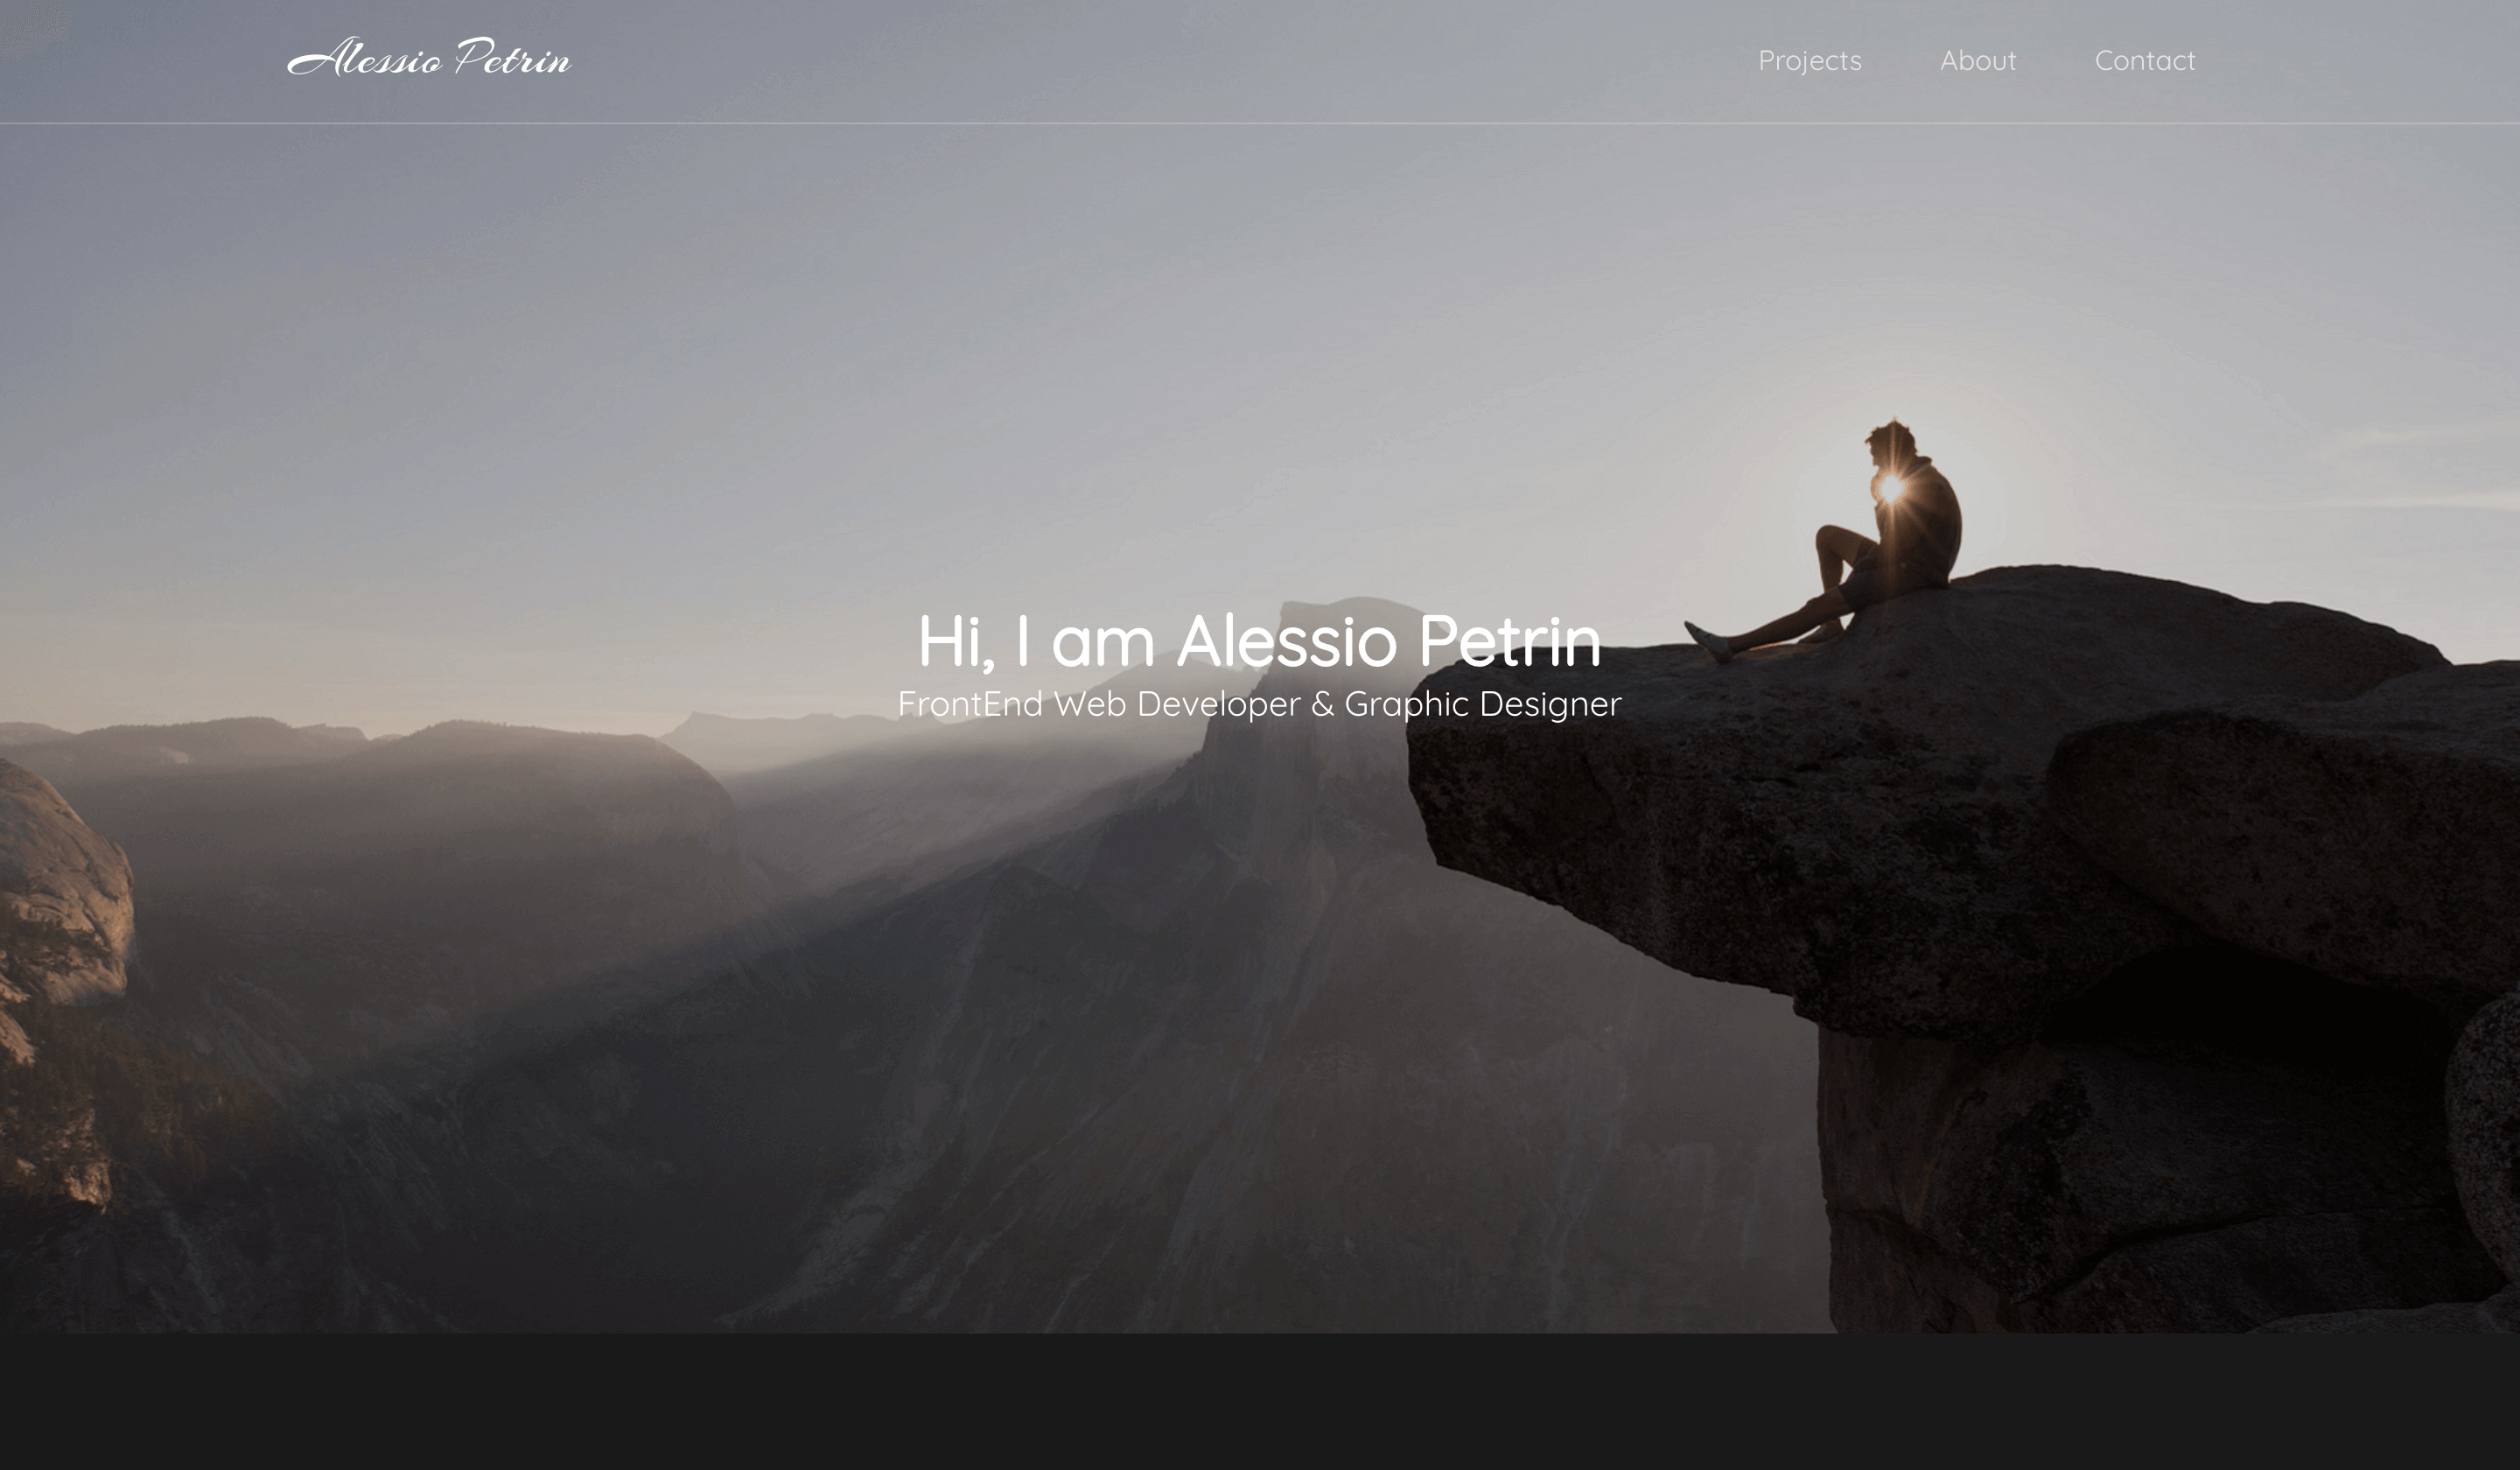 Alessio Petrin
Projects
About
Contact
Hi, I am Alessio Petrin
FrontEnd Web Developer & Graphic Designer